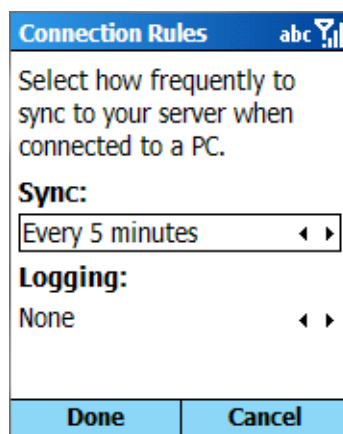 Connection Rules abc
Select how frequently to
sync to your server when
connected to a PC.
Sync:
Every 5 minutes
Logging:
None
Done Cancel